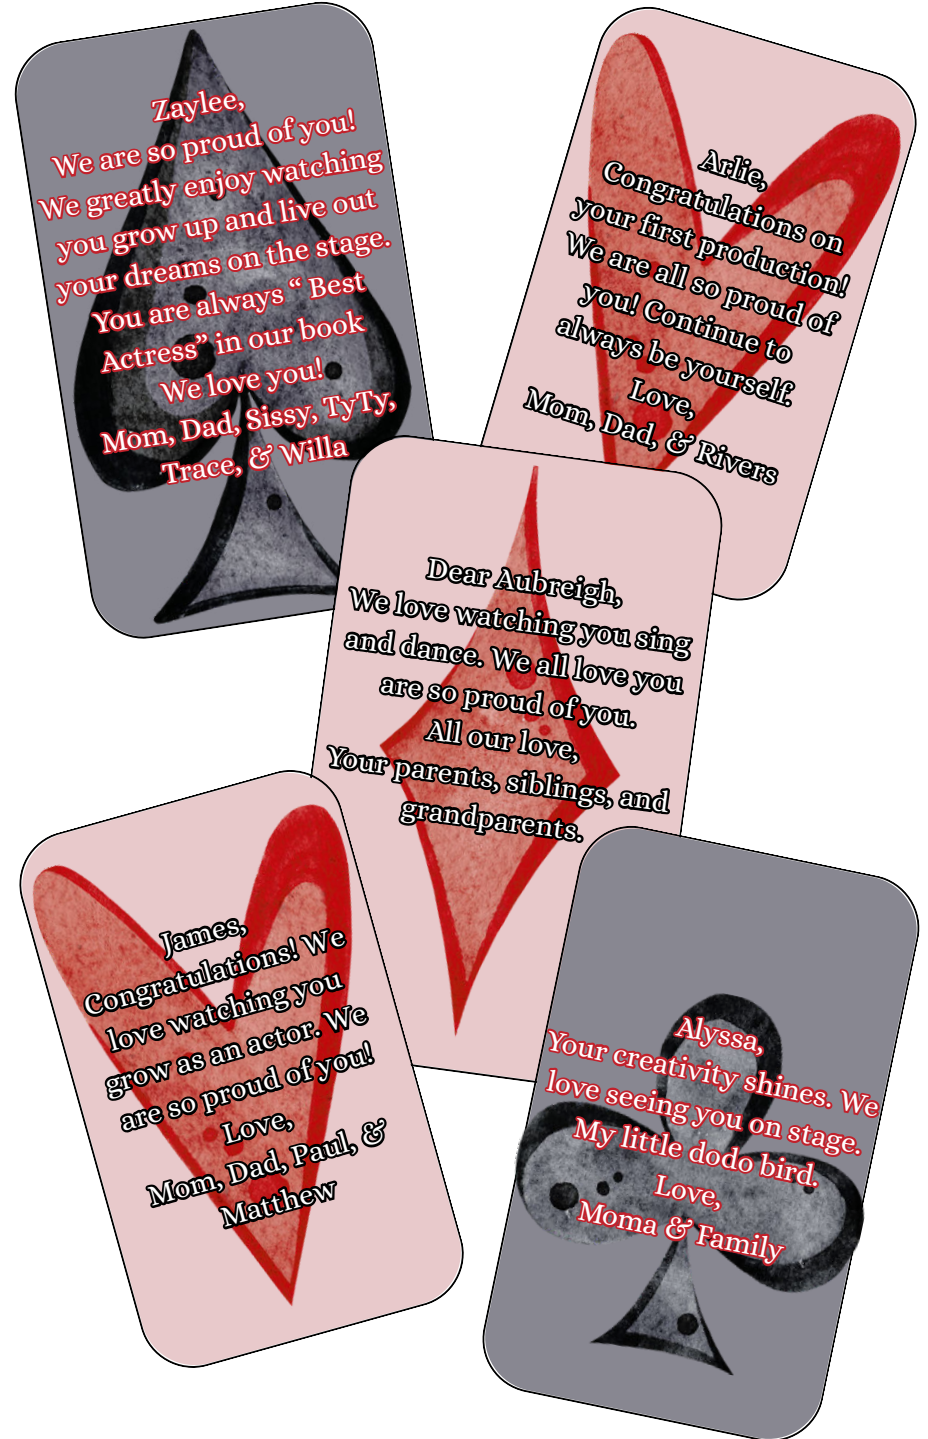 Zaylee,
We are so proud of you!
We greatly enjoy watching
you grow up and live out
your dreams on the stage.
You are always “ Best
Actress” in our book
We love you!
Mom, Dad, Sissy, TyTy,
Trace, & Willa
Arlie,
Congratulations on
your first production!
We are all so proud of
you! Continue to
always be yourself.
Love,
Mom, Dad, & Rivers
Dear Aubreigh,
We love watching you sing
and dance. We all love you
are so proud of you.
All our love,
Your parents, siblings, and
grandparents.
James,
Congratulations! We
love watching you
grow as an actor. We
are so proud of you!
Love,
Mom, Dad, Paul, &
Matthew
Alyssa,
Your creativity shines. We
love seeing you on stage.
My little dodo bird.
Love,
Moma & Family